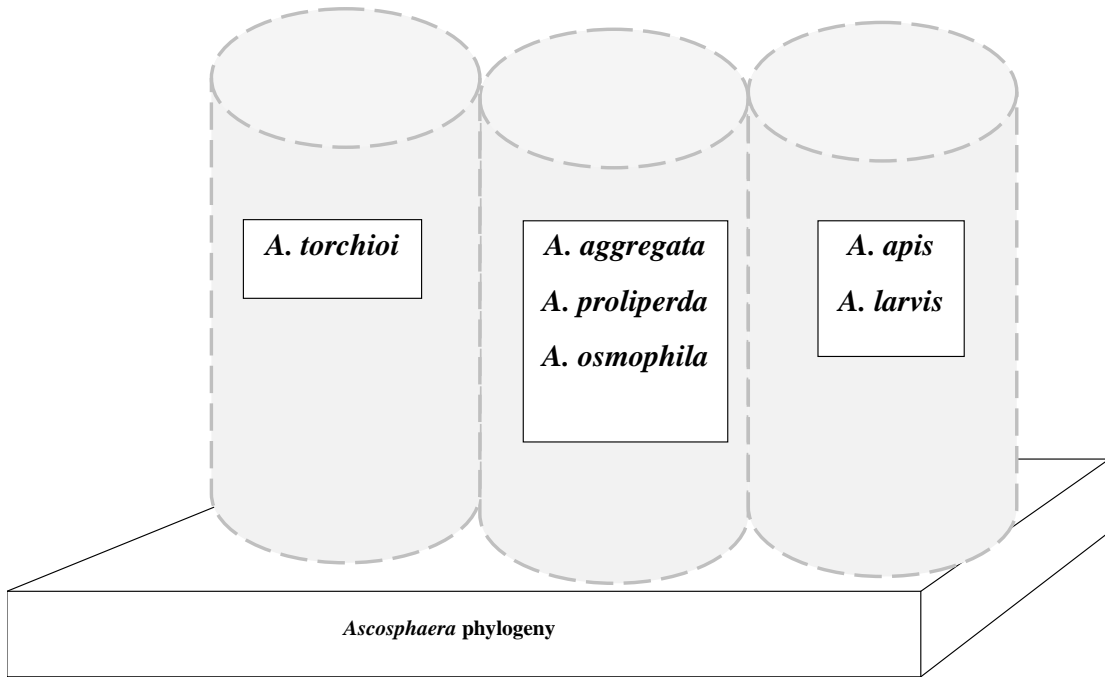 A. torchioi
A. aggregata
A. proliperda
A. osmophila
A. apis
A. larvis
Ascosphaera phylogeny